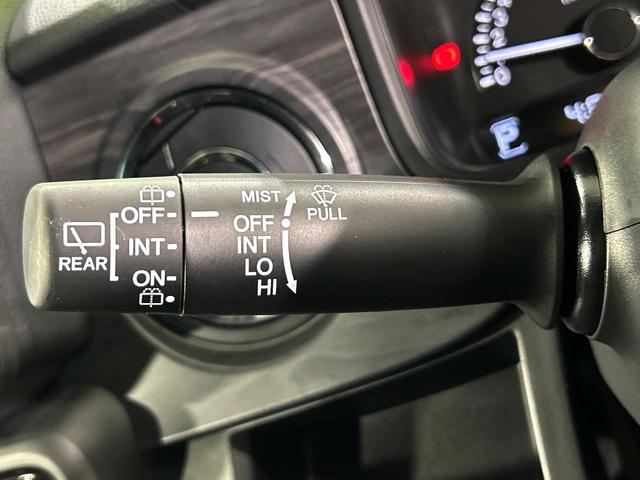 MIST
PULL
OFF
INT
LO
HI
REAR
OFF
INT
ON